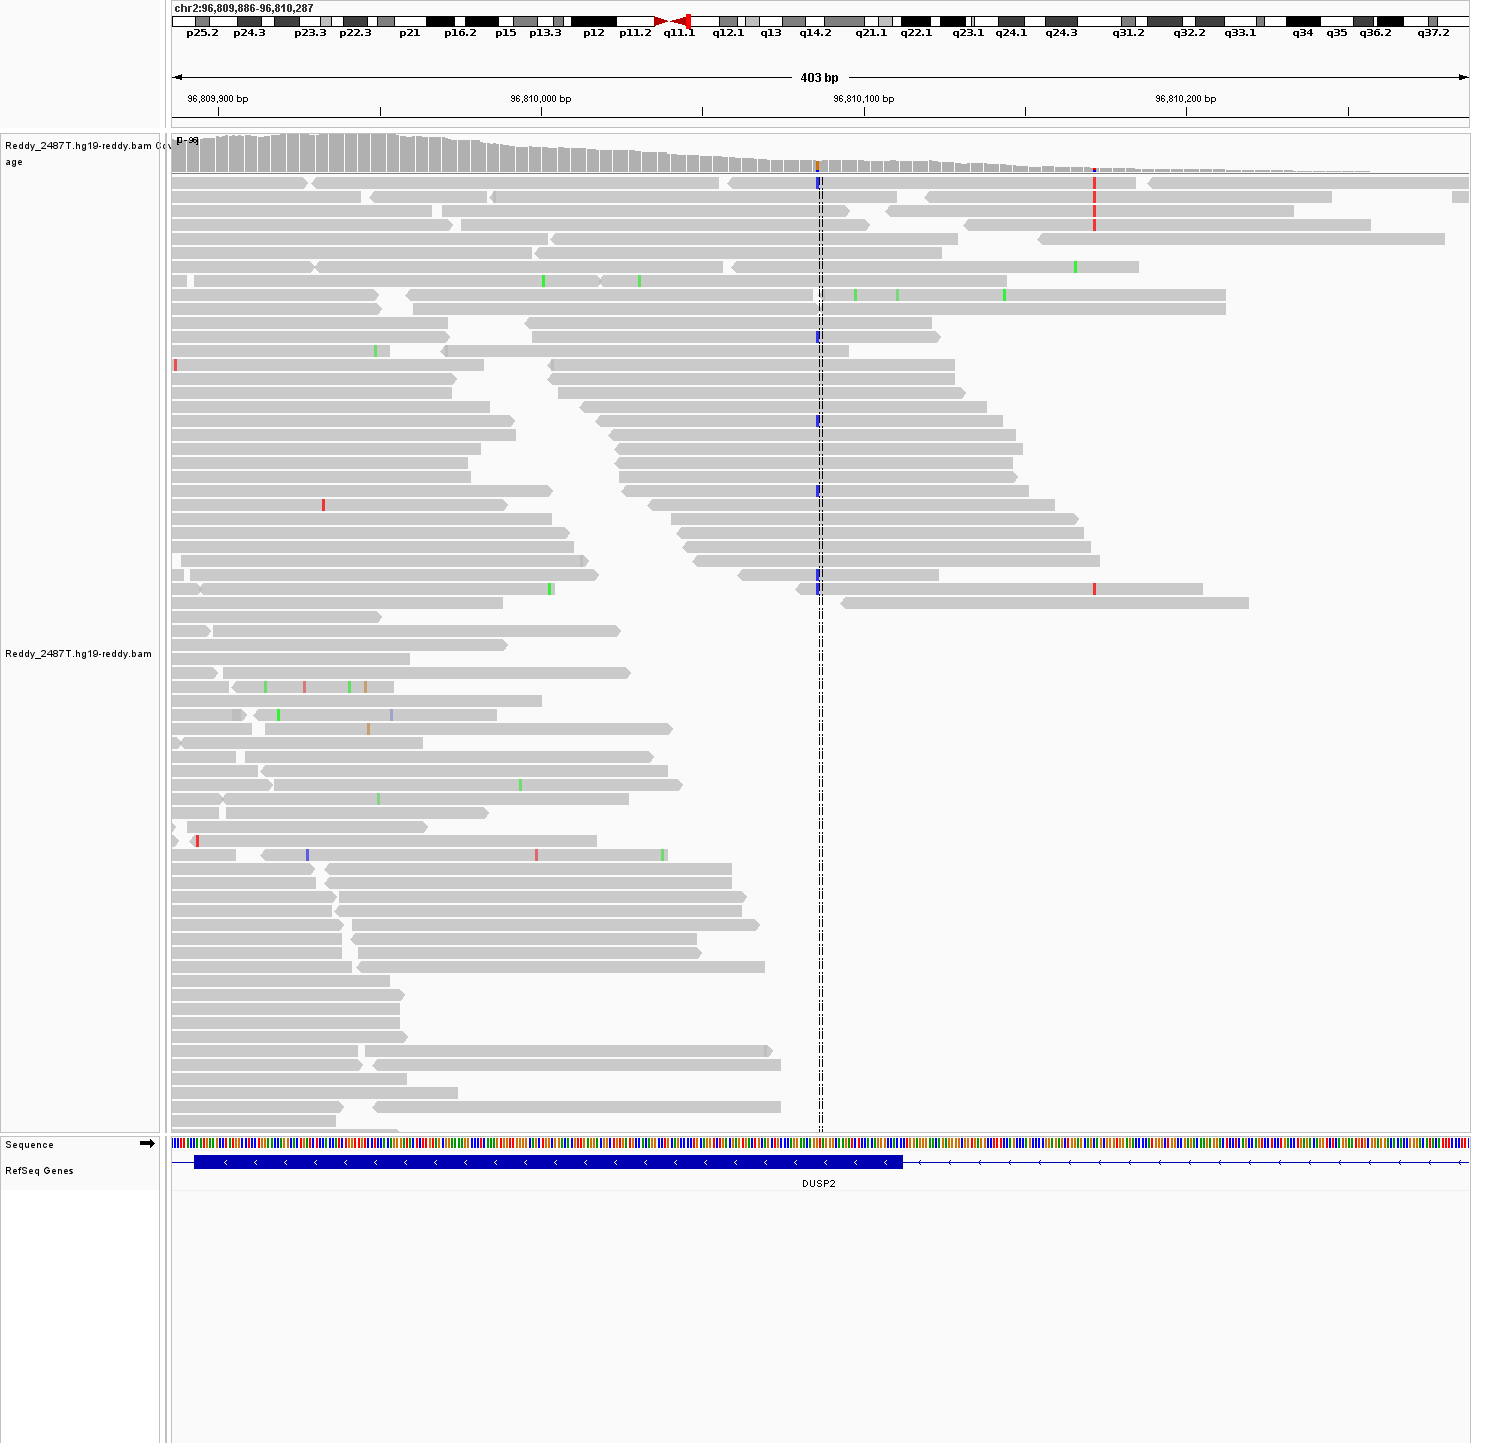 chr2:96,809,886-96,810,287
p25.2 p24.3 p23.3 p22.3 p21 p16.2 p15 p13.3 p12 p11.2 q11.1 q12.1 q13 q14.2 q21.1 q22.1 q23.1 q24.1 q24.3 q31.2 q32.2 q33.1 q34 q35 q36.2 q37.2
403 bp
96,809,900 bp 96,810,000 bp 96,810,100 bp 96,810,200 bp
Reddy_2487T.hg19-reddy.bam Cov
age
Reddy_2487T.hg19-reddy.bam
Sequence
RefSeq Genes
DUSP2